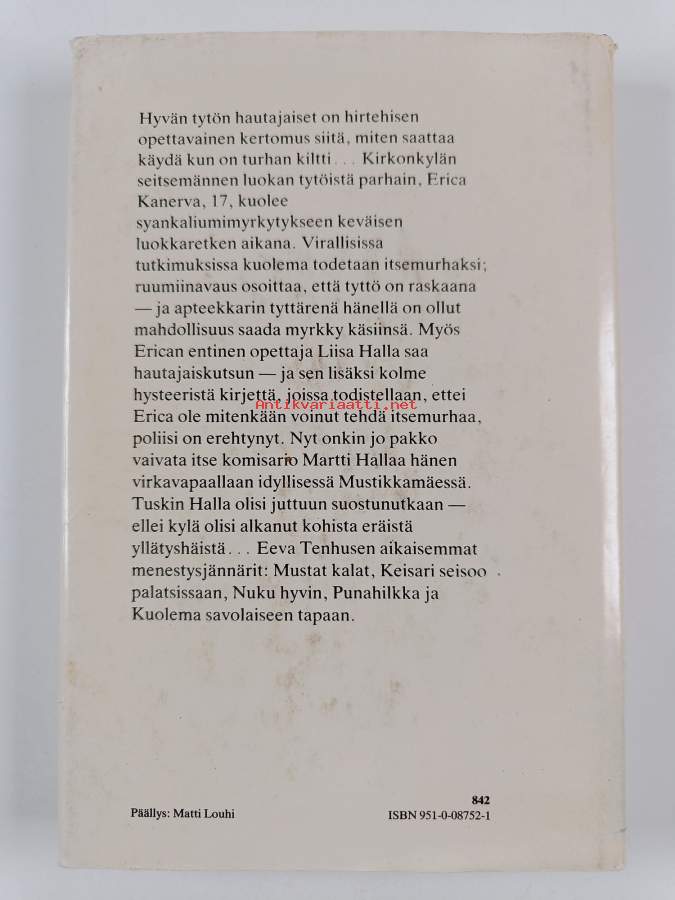 Hyvän tytön hautajaiset on hirtehisen
opettavainen kertomus siitä, miten saattaa
käydä kun on turhan kiltti... Kirkonkylän
seitsemännen luokan tytöistä parhain, Erica
Kanerva, 17, kuolee
syankaliumimyrkytykseen keväisen
luokkaretken aikana. Virallisissa
tutkimuksissa kuolema todetaan itsemurhaksi;
ruumiinavaus osoittaa, että tyttö on raskaana
— ja apteekkarin tyttärenä hänellä on ollut
mahdollisuus saada myrkky käsiinsä. Myös
Erican entinen opettaja Liisa Halla saa
hautajaiskutsun — ja sen lisäksi kolme
hysteeristä kirjettä, joissa todistellaan, ettei
Antikvariaatti.net
Erica ole mitenkään voinut tehdä itsemurhaa,
poliisi on erehtynyt. Nyt onkin jo pakko
vaivata itse komisario Martti Hallaa hänen
virkavapaallaan idyllisessä Mustikkamäessä.
Tuskin Halla olisi juttuun suostunutkaan —
ellei kylä olisi alkanut kohista eräistä
yllätyshäistä... Eeva Tenhusen aikaisemmat
menestysjännärit: Mustat kalat, Keisari seisoo
palatsissaan, Nuku hyvin, Punahilkka ja
Kuolema savolaiseen tapaan.
842
Päällys: Matti Louhi
ISBN 951-0-08752-1